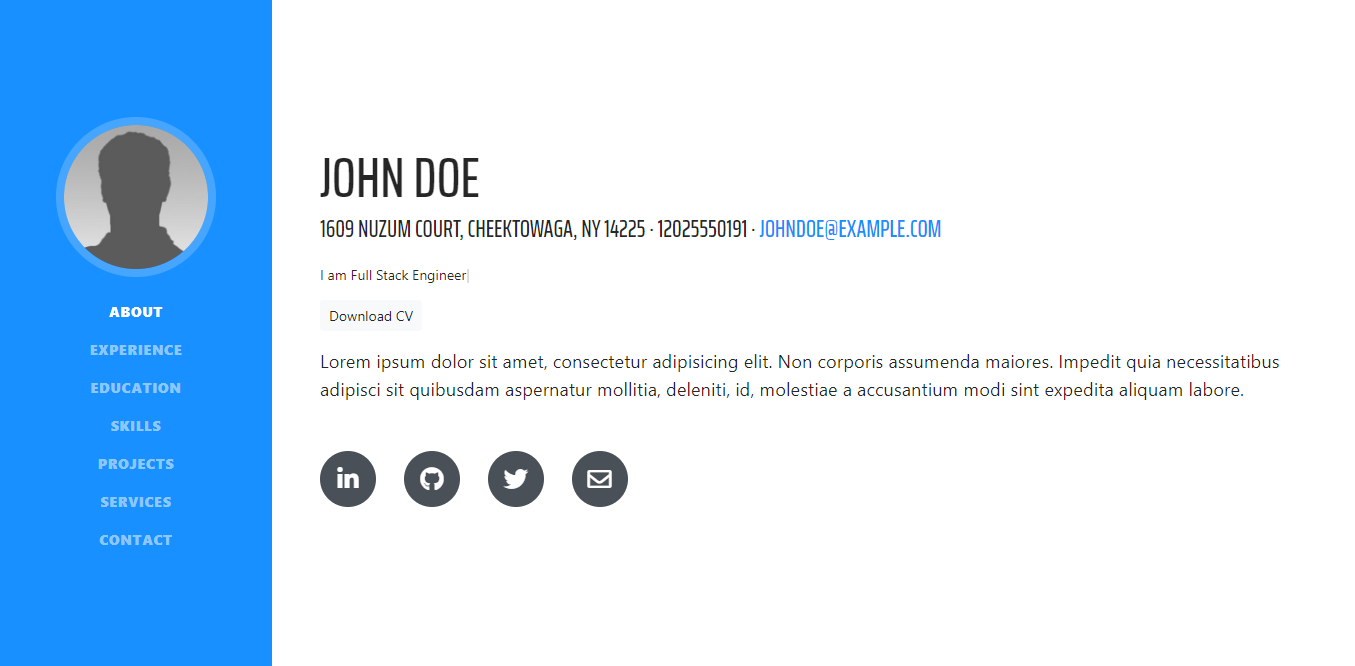 ABOUT
EXPERIENCE
EDUCATION
SKILLS
PROJECTS
SERVICES
CONTACT
JOHN DOE
1609 NUZUM COURT, CHEEKTOWAGA, NY 14225 · 12025550191 · JOHNDOE@EXAMPLE.COM
I am Full Stack Engineer|
Download CV
Lorem ipsum dolor sit amet, consectetur adipisicing elit. Non corporis assumenda maiores. Impedit quia necessitatibus
adipisci sit quibusdam aspernatur mollitia, deleniti, id, molestiae a accusantium modi sint expedita aliquam labore.
in